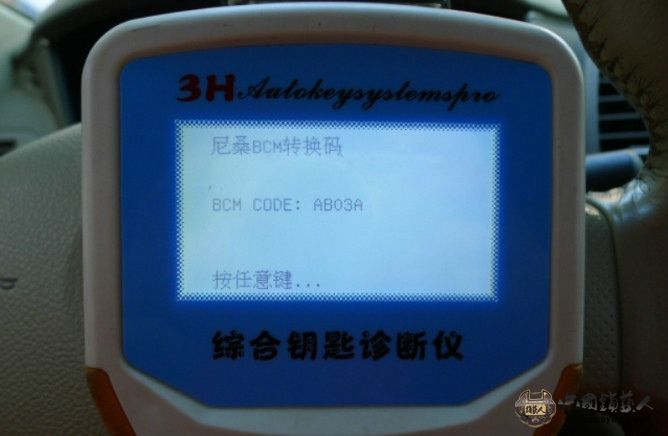 3H Autokeysystemspro
尼桑BCM转换码
BCM CODE: AB03A
按任意键...
综合钥匙诊断仪
中国锁艺人